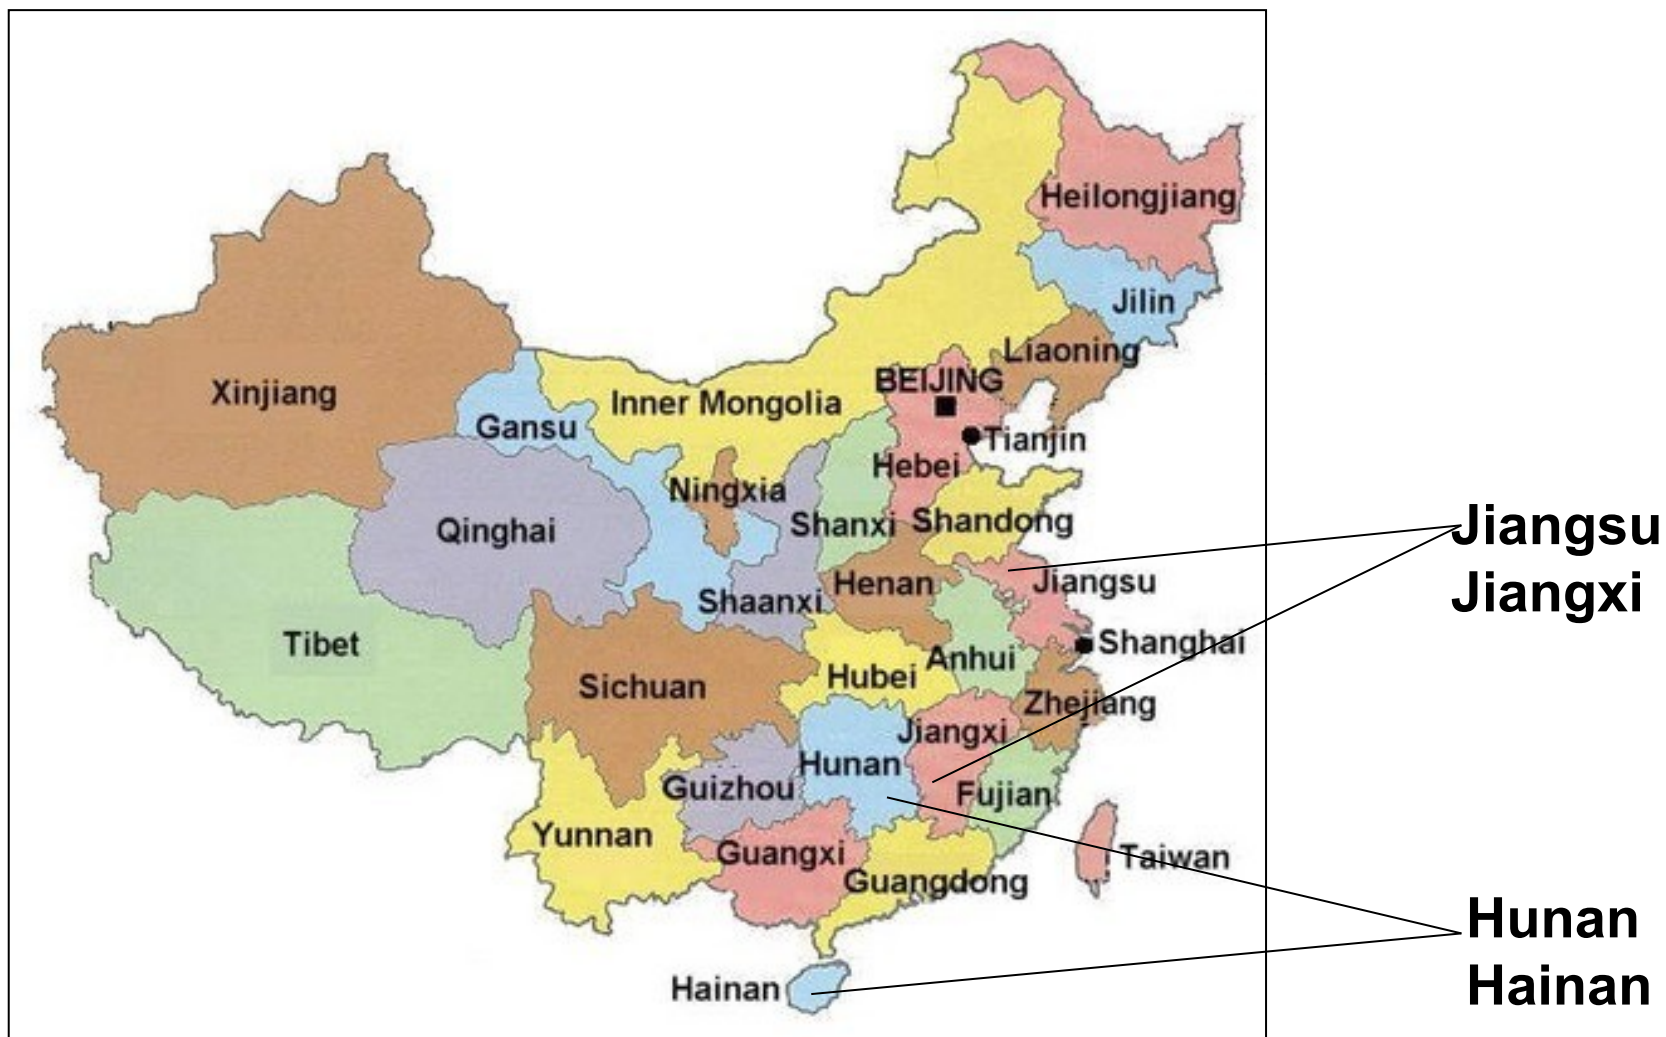 Heilongjiang
Jilin
Liaoning
BEIJING
Xinjiang
Inner Mongolia
Gansu
Tianjin
Hebei
Ningxia
Shanxi
Shandong
Qinghai
Jiangsu
Jiangxi
Henan
Jiangsu
Shaanxi
Tibet
Shanghai
Anhui
Hubei
Sichuan
Zhejiang
Jiangxi
Hunan
Guizhou
Fujian
Yunnan
Guangxi
Taiwan
Guangdong
Hunan
Hainan
Hainan